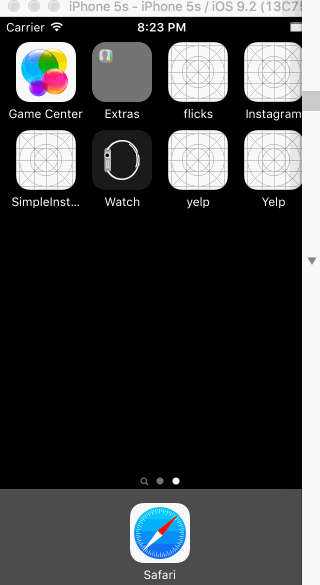 iPhone 5s - iPhone 5s / iOS 9.2 (13C75
Carrier 8:23 PM
Game Center Extras flicks Instagram
SimpleInst... Watch yelp Yelp
Safari